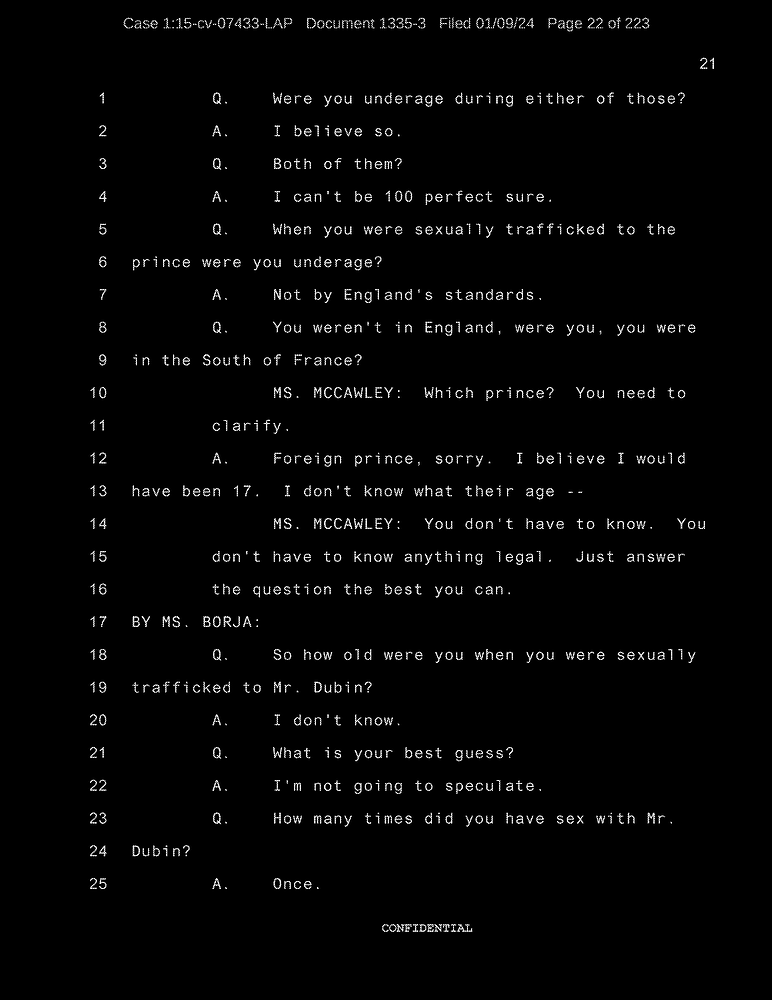 Case 1:15-cv-07433-LAP Document 1335-3 Filed 01/09/24 Page 22 of 223
21
1 Q. Were you underage during either of those?
2 A. I believe so.
3 Q. Both of them?
4 A. I can't be 100 perfect sure.
5 Q. When you were sexually trafficked to the
6 prince were you underage?
7 A. Not by England's standards.
8 Q. You weren't in England, were you, you were
9 in the South of France?
10 MS. MCCAWLEY: Which prince? You need to
11 clarify.
12 A. Foreign prince, sorry. I believe I would
13 have been 17. I don't know what their age --
14 MS. MCCAWLEY: You don't have to know. You
15 don't have to know anything legal. Just answer
16 the question the best you can.
17 BY MS. BORJA:
18 Q. So how old were you when you were sexually
19 trafficked to Mr. Dubin?
20 A. I don't know.
21 Q. What is your best guess?
22 A. I'm not going to speculate.
23 Q. How many times did you have sex with Mr.
24 Dubin?
25 A. Once.
CONFIDENTIAL